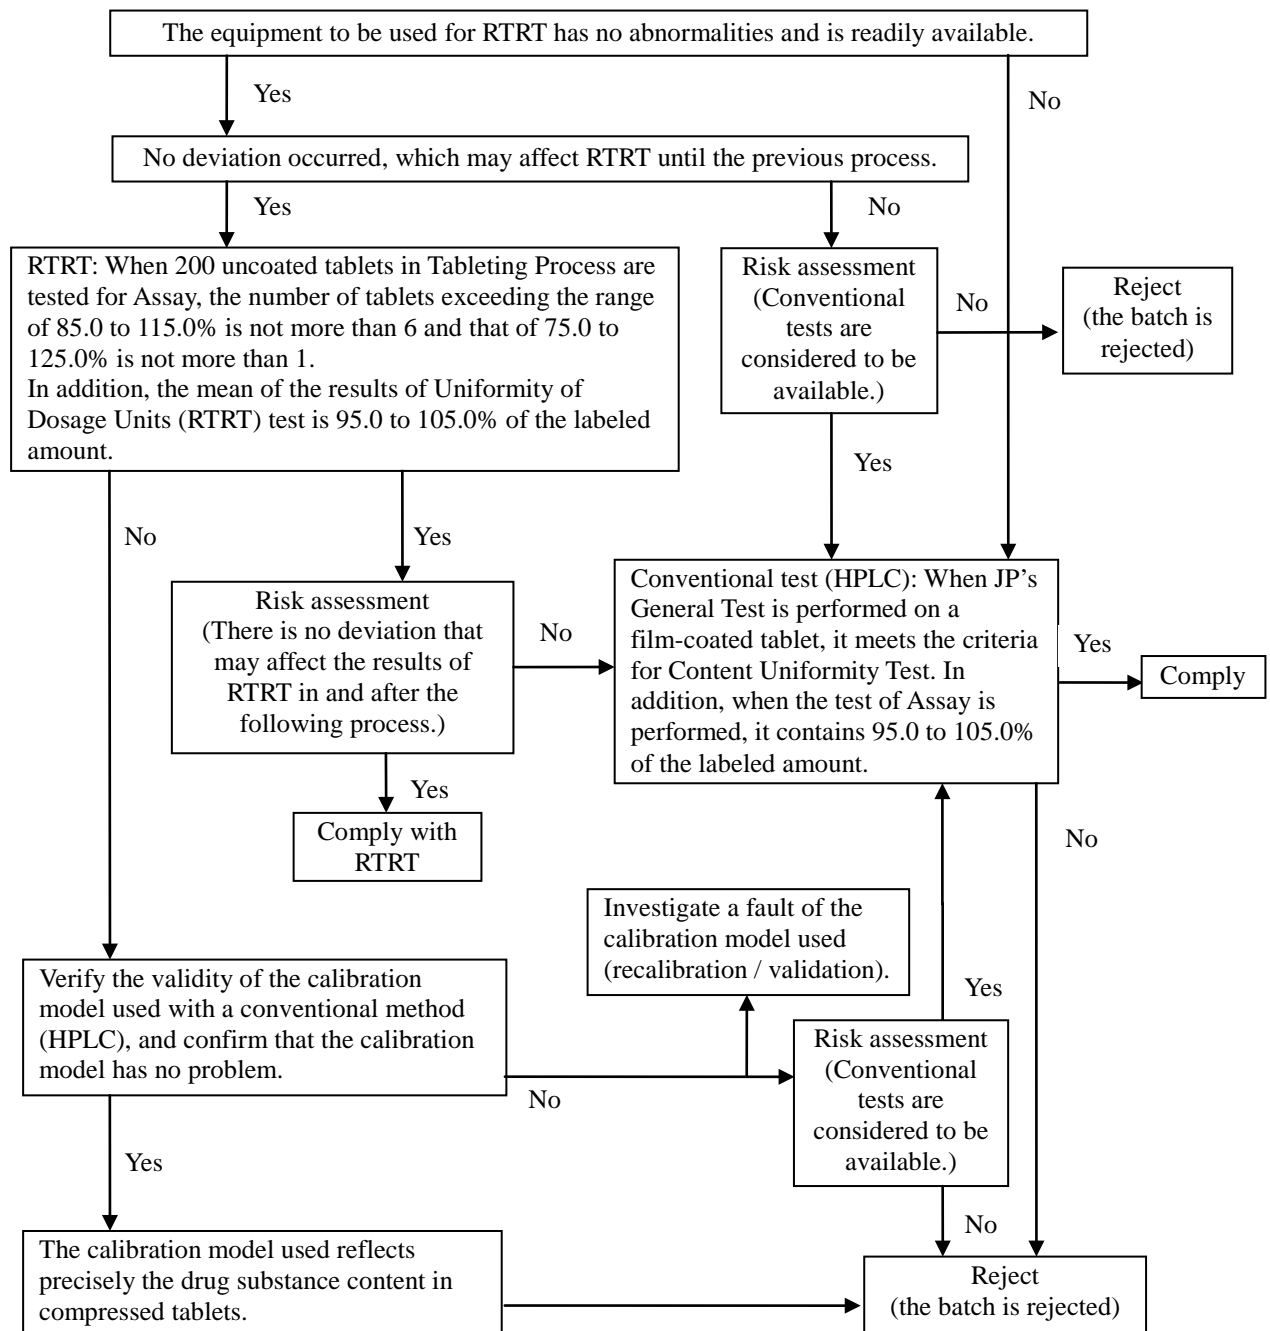 The equipment to be used for RTRT has no abnormalities and is readily available.
Yes
No
No deviation occurred, which may affect RTRT until the previous process.
Yes
No
RTRT: When 200 uncoated tablets in Tableting Process are
tested for Assay, the number of tablets exceeding the range
of 85.0 to 115.0% is not more than 6 and that of 75.0 to
125.0% is not more than 1.
In addition, the mean of the results of Uniformity of
Dosage Units (RTRT) test is 95.0 to 105.0% of the labeled
amount.
Risk assessment
(Conventional
tests are
considered to be
available.)
No
Reject
(the batch is
rejected)
Yes
No
Yes
Risk assessment
(There is no deviation that
may affect the results of
RTRT in and after the
following process.)
No
Conventional test (HPLC): When JP's
General Test is performed on a
film-coated tablet, it meets the criteria
for Content Uniformity Test. In
addition, when the test of Assay is
performed, it contains 95.0 to 105.0%
of the labeled amount.
Yes
Comply
Yes
Comply with
RTRT
No
Investigate a fault of the
calibration model used
(recalibration / validation).
Yes
Verify the validity of the calibration
model used with a conventional method
(HPLC), and confirm that the calibration
model has no problem.
No
Risk assessment
(Conventional
tests are
considered to be
available.)
Yes
No
The calibration model used reflects
precisely the drug substance content in
compressed tablets.
Reject
(the batch is rejected)